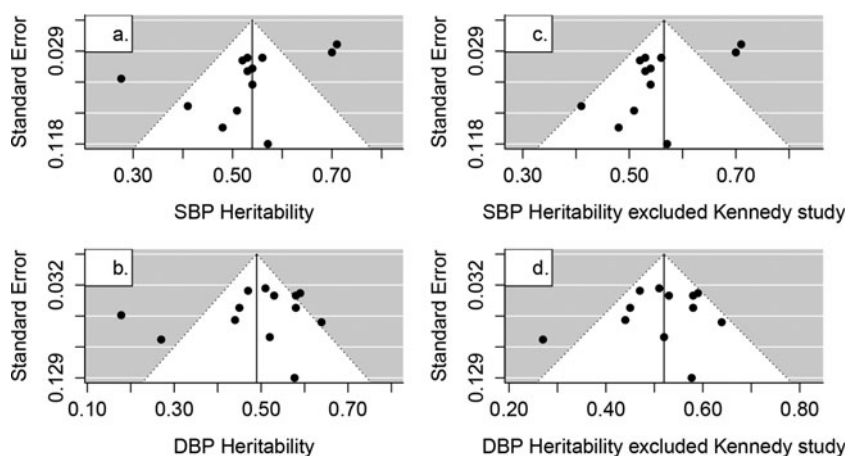 a.
Standard Error
0.029
0.118
0.30 0.50 0.70
SBP Heritability
c.
Standard Error
0.029
0.118
0.30 0.50 0.70
SBP Heritability excluded Kennedy study
b.
Standard Error
0.032
0.129
0.10 0.30 0.50 0.70
DBP Heritability
d.
Standard Error
0.032
0.129
0.20 0.40 0.60 0.80
DBP Heritability excluded Kennedy study